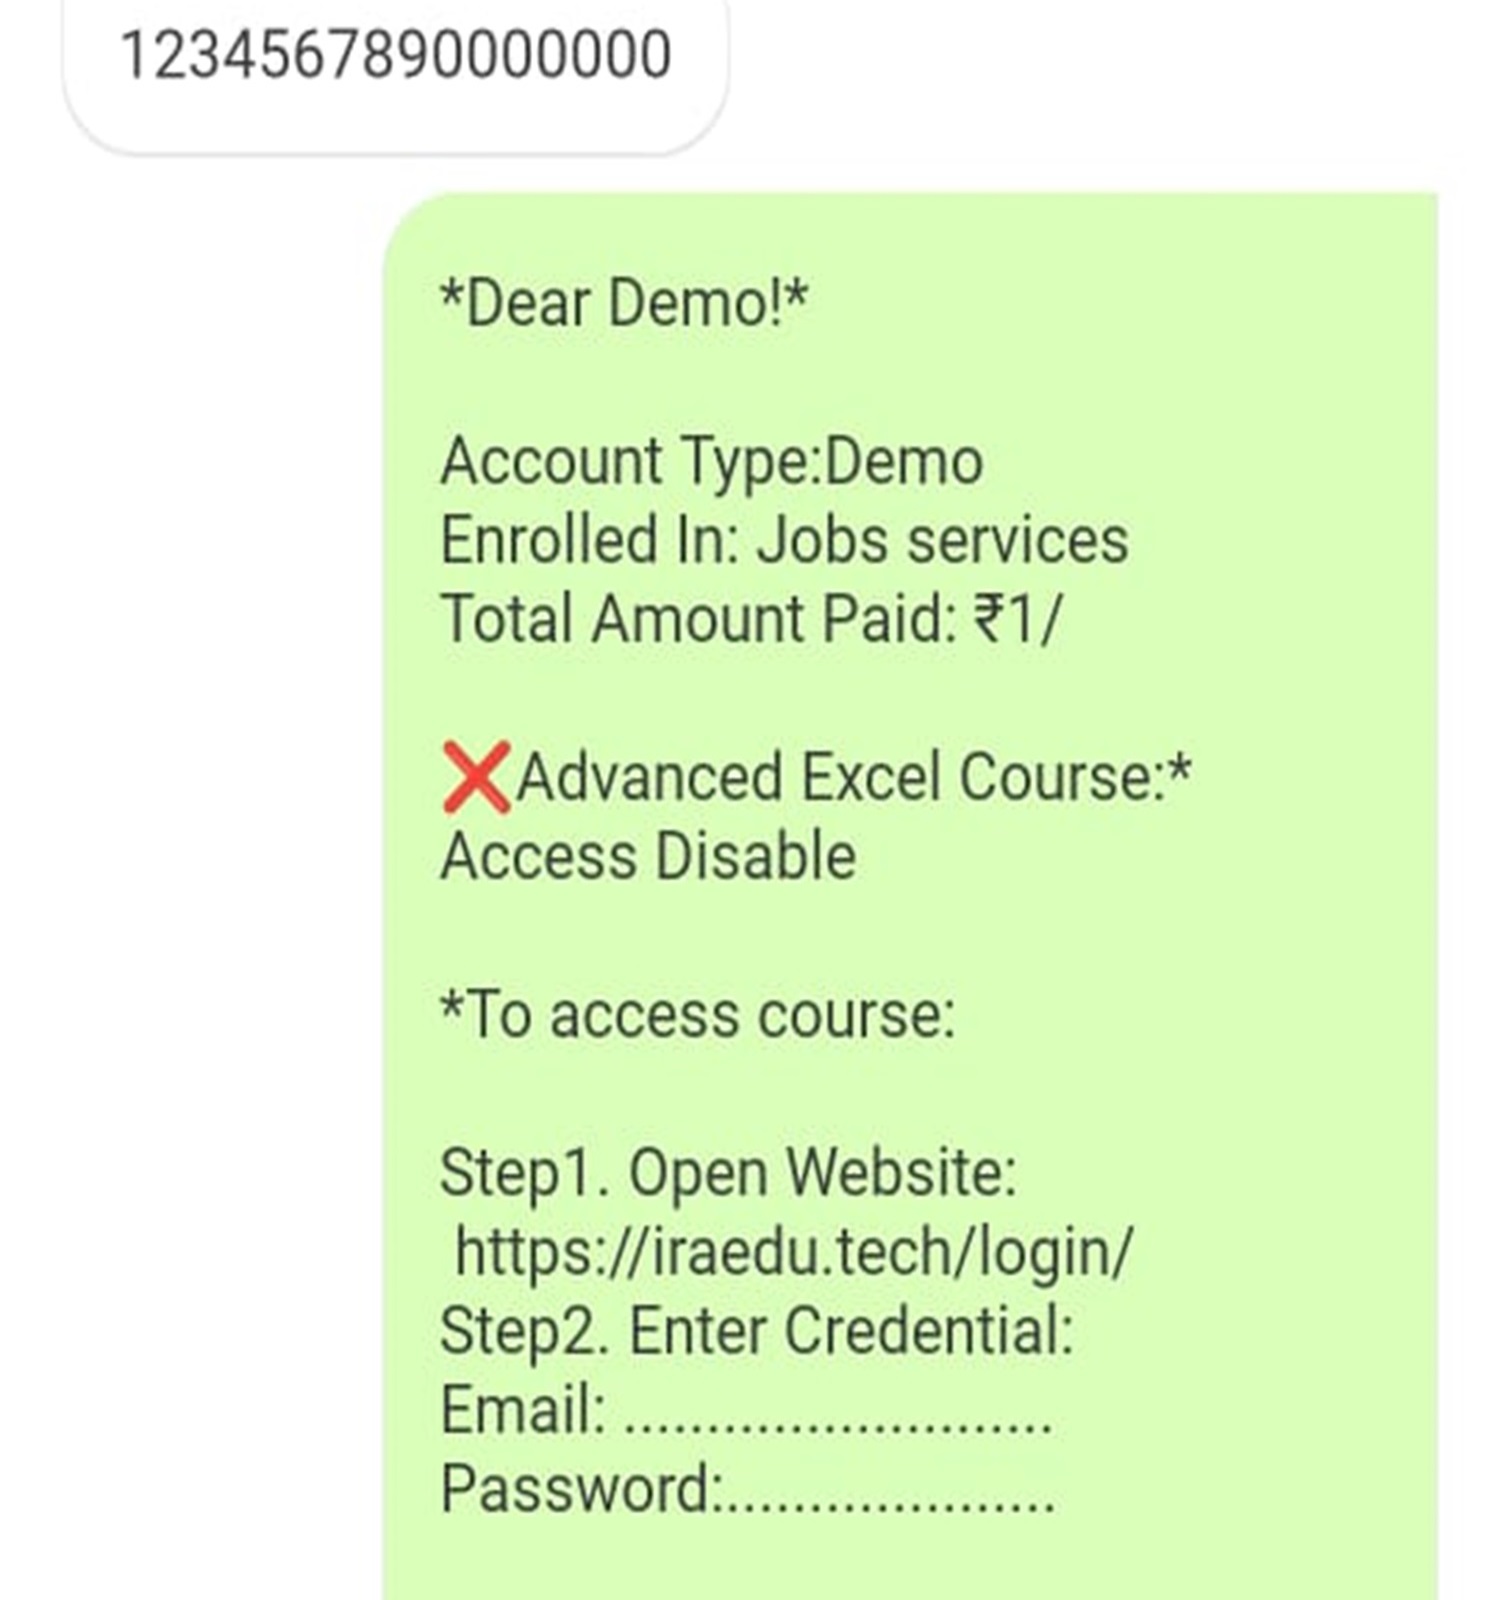 1234567890000000
*Dear Demo!*
Account Type:Demo
Enrolled In: Jobs services
Total Amount Paid: ₹1/
❌Advanced Excel Course:*
Access Disable
*To access course:
Step1. Open Website:
https://iraedu.tech/login/
Step2. Enter Credential:
Email: ..........................
Password:....................